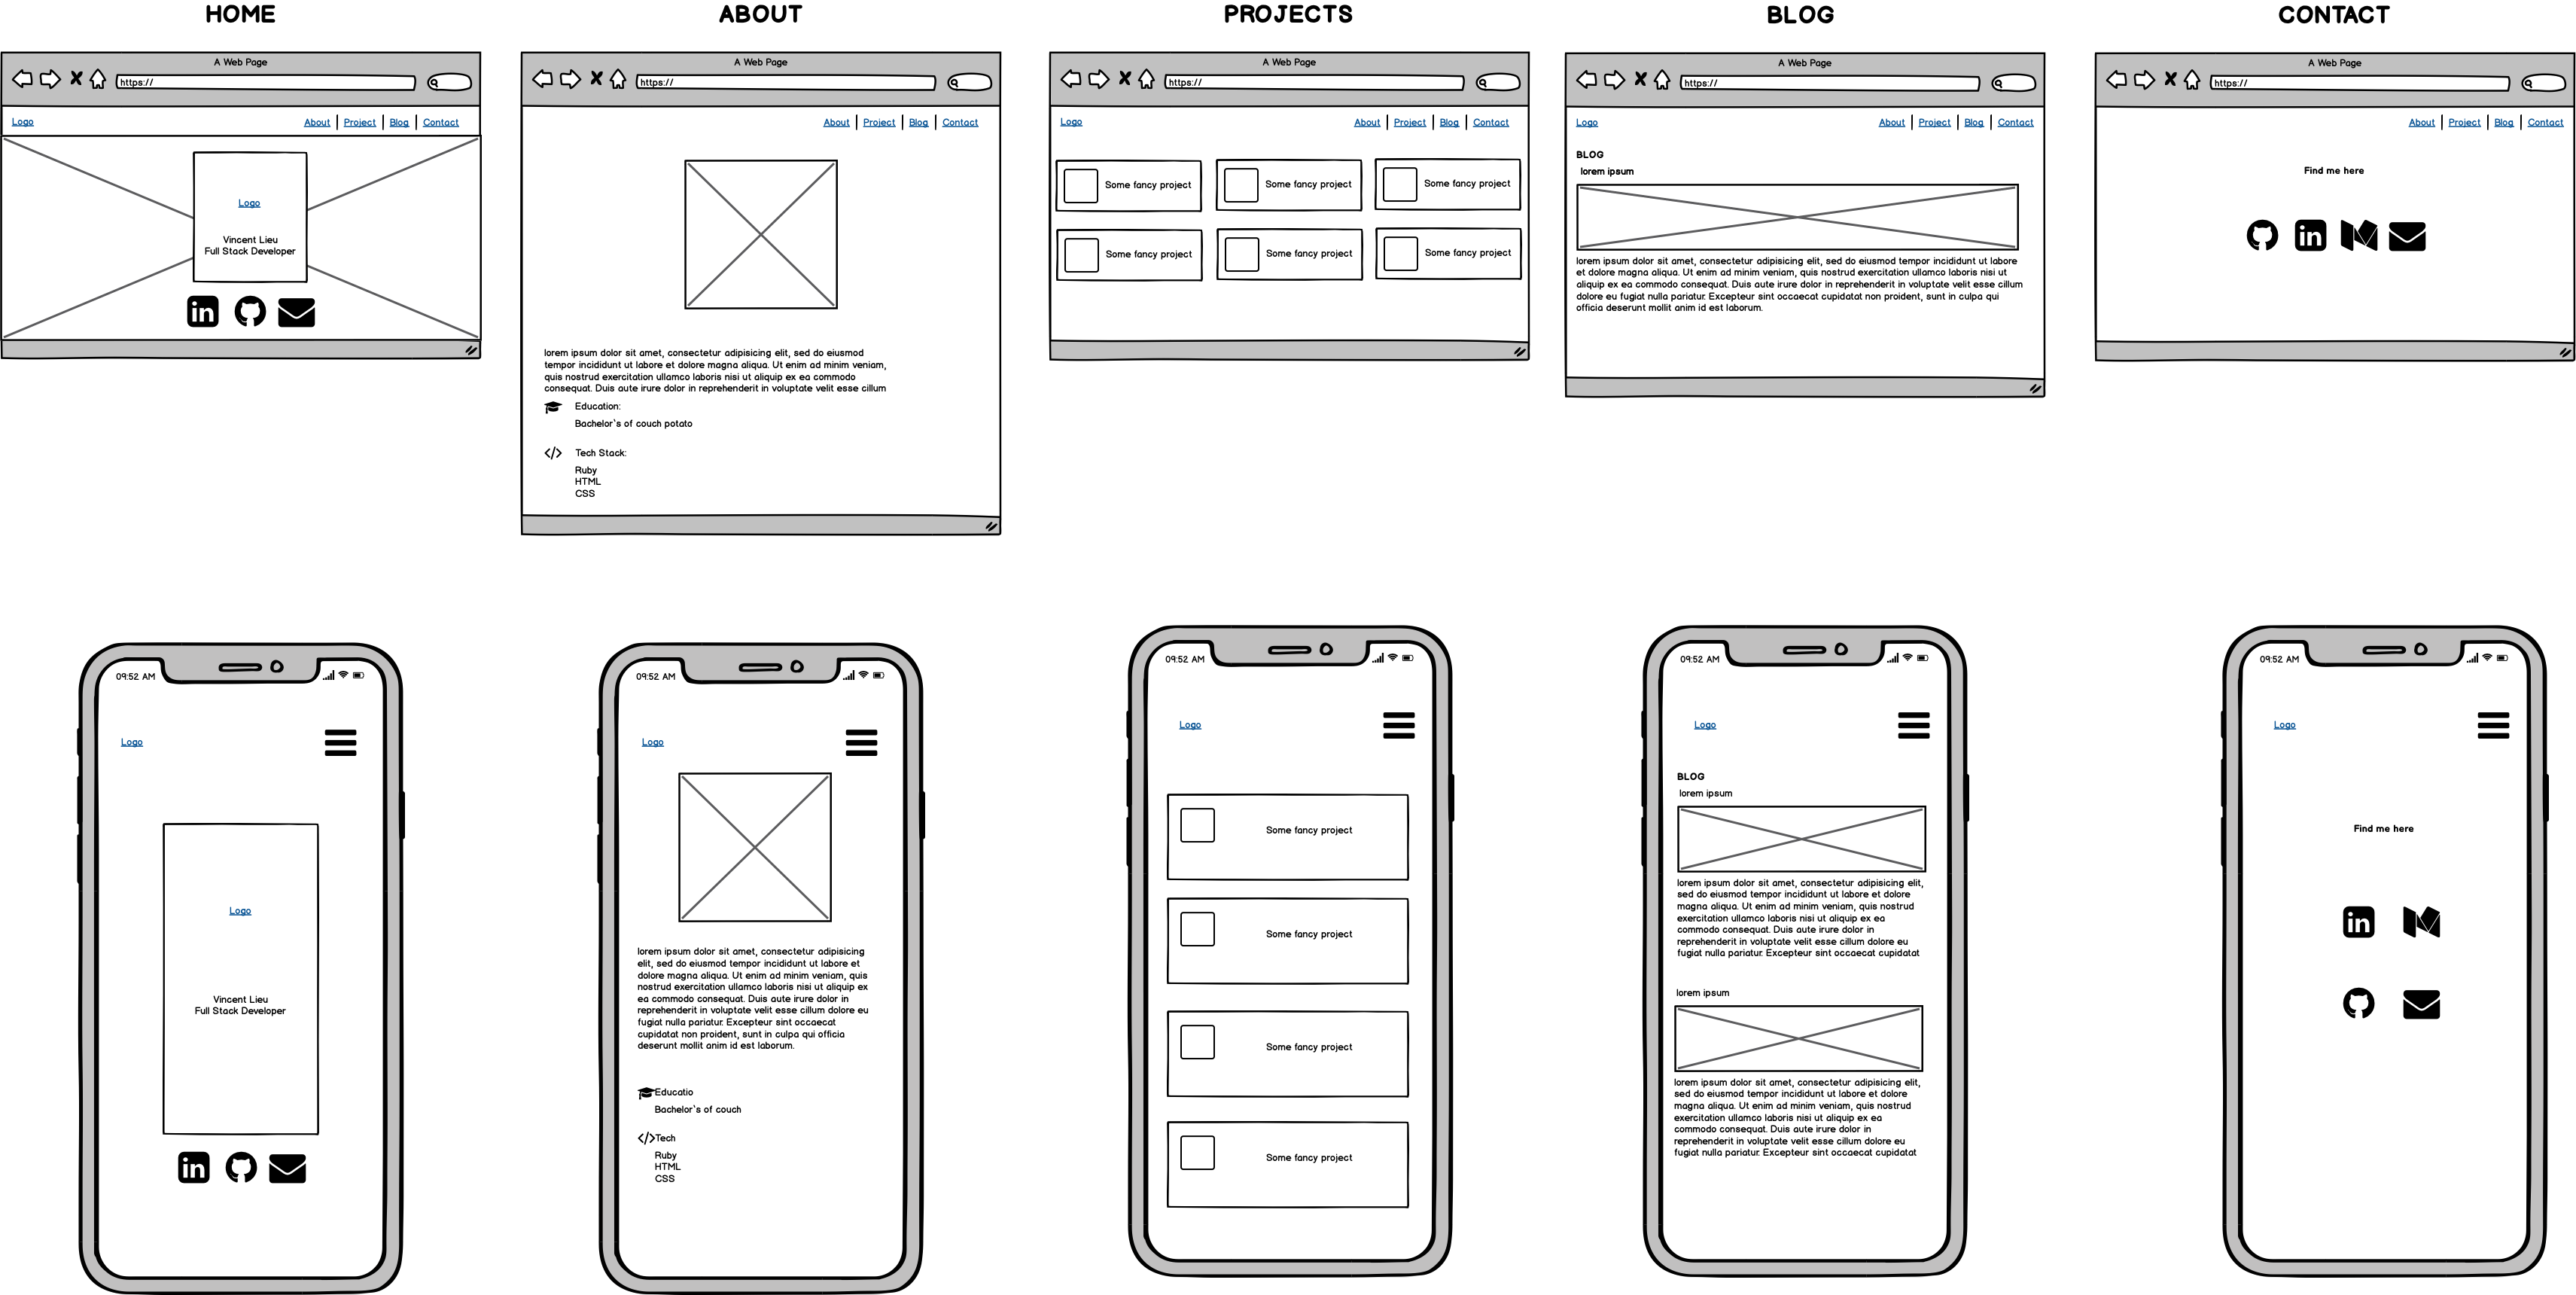 HOME
ABOUT
PROJECTS
BLOG
CONTACT
A Web Page
https://
Logo
About
Project
Blog
Contact
Logo
Vincent Lieu
Full Stack Developer
A Web Page
https://
About
Project
Blog
Contact
lorem ipsum dolor sit amet, consectetur adipisicing elit, sed do eiusmod
tempor incididunt ut labore et dolore magna aliqua. Ut enim ad minim veniam,
quis nostrud exercitation ullamco laboris nisi ut aliquip ex ea commodo
consequat. Duis aute irure dolor in reprehenderit in voluptate velit esse cillum
Education:
Bachelor`s of couch potato
</> Tech Stack:
Ruby
HTML
CSS
A Web Page
https://
Logo
About
Project
Blog
Contact
Some fancy project
Some fancy project
Some fancy project
Some fancy project
Some fancy project
Some fancy project
A Web Page
https://
Logo
About
Project
Blog
Contact
BLOG
lorem ipsum
lorem ipsum dolor sit amet, consectetur adipisicing elit, sed do eiusmod tempor incididunt ut labore
et dolore magna aliqua. Ut enim ad minim veniam, quis nostrud exercitation ullamco laboris nisi ut
aliquip ex ea commodo consequat. Duis aute irure dolor in reprehenderit in voluptate velit esse cillum
dolore eu fugiat nulla pariatur. Excepteur sint occaecat cupidatat non proident, sunt in culpa qui
officia deserunt mollit anim id est laborum.
A Web Page
https://
About
Project
Blog
Contact
Find me here
in
in
09:52 AM
Logo
Logo
Vincent Lieu
Full Stack Developer
in
09:52 AM
Logo
lorem ipsum dolor sit amet, consectetur adipisicing
elit, sed do eiusmod tempor incididunt ut labore et
dolore magna aliqua. Ut enim ad minim veniam, quis
nostrud exercitation ullamco laboris nisi ut aliquip ex
ea commodo consequat. Duis aute irure dolor in
reprehenderit in voluptate velit esse cillum dolore eu
fugiat nulla pariatur. Excepteur sint occaecat
cupidatat non proident, sunt in culpa qui officia
deserunt mollit anim id est laborum.
Educatio
Bachelor`s of couch
</>Tech
Ruby
HTML
CSS
09:52 AM
Logo
Some fancy project
Some fancy project
Some fancy project
Some fancy project
09:52 AM
Logo
BLOG
lorem ipsum
lorem ipsum dolor sit amet, consectetur adipisicing elit,
sed do eiusmod tempor incididunt ut labore et dolore
magna aliqua. Ut enim ad minim veniam, quis nostrud
exercitation ullamco laboris nisi ut aliquip ex ea
commodo consequat. Duis aute irure dolor in
reprehenderit in voluptate velit esse cillum dolore eu
fugiat nulla pariatur. Excepteur sint occaecat cupidatat
lorem ipsum
lorem ipsum dolor sit amet, consectetur adipisicing elit,
sed do eiusmod tempor incididunt ut labore et dolore
magna aliqua. Ut enim ad minim veniam, quis nostrud
exercitation ullamco laboris nisi ut aliquip ex ea
commodo consequat. Duis aute irure dolor in
reprehenderit in voluptate velit esse cillum dolore eu
fugiat nulla pariatur. Excepteur sint occaecat cupidatat
09:52 AM
Logo
Find me here
in